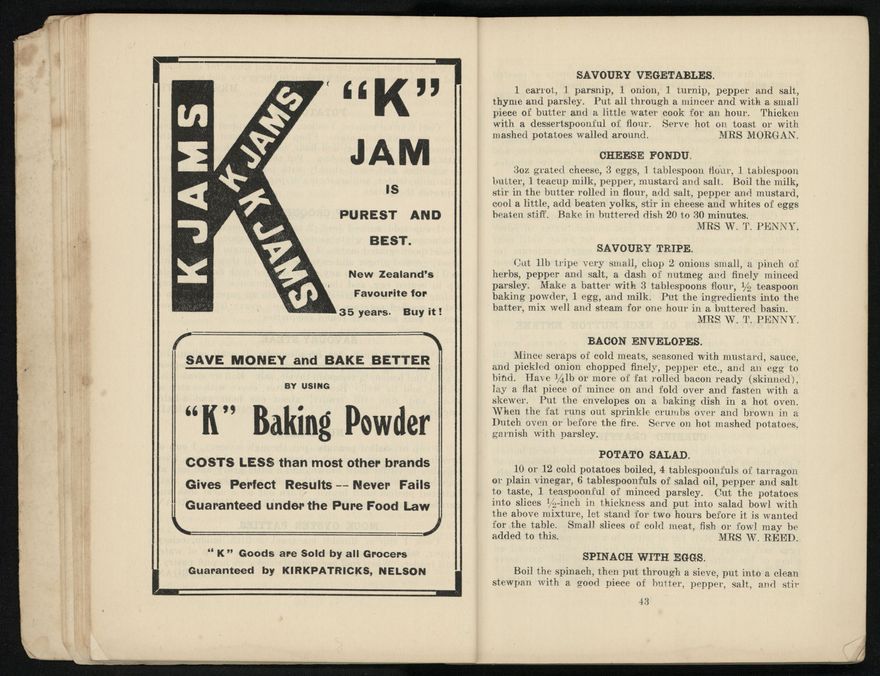 K JAMS
K JAMS
K JAMS
"K"
JAM
IS
PUREST AND
BEST.
New Zealand's
Favourite for
35 years. Buy it!
SAVE MONEY and BAKE BETTER
BY USING
"K" Baking Powder
COSTS LESS than most other brands
Gives Perfect Results -- Never Fails
Guaranteed under the Pure Food Law
"K" Goods are Sold by all Grocers
Guaranteed by KIRKPATRICKS, NELSON
SAVOURY VEGETABLES.
1 carrot, 1 parsnip, 1 onion, 1 turnip, pepper and salt,
thyme and parsley. Put all through a mincer and with a small
piece of butter and a little water cook for an hour. Thicken
with a dessertspoonful of flour. Serve hot on toast or with
mashed potatoes walled around. MRS MORGAN.
CHEESE FONDU.
3oz grated cheese, 3 eggs, 1 tablespoon flour, 1 tablespoon
butter, 1 teacup milk, pepper, mustard and salt. Boil the milk,
stir in the butter rolled in flour, add salt, pepper and mustard,
cool a little, add beaten yolks, stir in cheese and whites of eggs
beaten stiff. Bake in buttered dish 20 to 30 minutes.
MRS W. T. PENNY.
SAVOURY TRIPE.
Cut 1lb tripe very small, chop 2 onions small, a pinch of
herbs, pepper and salt, a dash of nutmeg and finely minced
parsley. Make a batter with 3 tablespoons flour, ½ teaspoon
baking powder, 1 egg, and milk. Put the ingredients into the
batter, mix well and steam for one hour in a buttered basin.
MRS W. T. PENNY.
BACON ENVELOPES.
Mince scraps of cold meats, seasoned with mustard, sauce,
and pickled onion chopped finely, pepper etc., and an egg to
bind. Have ¼lb or more of fat rolled bacon ready (skinned),
lay a flat piece of mince on and fold over and fasten with a
skewer. Put the envelopes on a baking dish in a hot oven.
When the fat runs out sprinkle crumbs over and brown in a
Dutch oven or before the fire. Serve on hot mashed potatoes,
garnish with parsley.
POTATO SALAD.
10 or 12 cold potatoes boiled, 4 tablespoonfuls of tarragon
or plain vinegar, 6 tablespoonfuls of salad oil, pepper and salt
to taste, 1 teaspoonful of minced parsley. Cut the potatoes
into slices ½-inch in thickness and put into salad bowl with
the above mixture, let stand for two hours before it is wanted
for the table. Small slices of cold meat, fish or fowl may be
added to this. MRS W. REED.
SPINACH WITH EGGS.
Boil the spinach, then put through a sieve, put into a clean
stewpan with a good piece of butter, pepper, salt, and stir
43